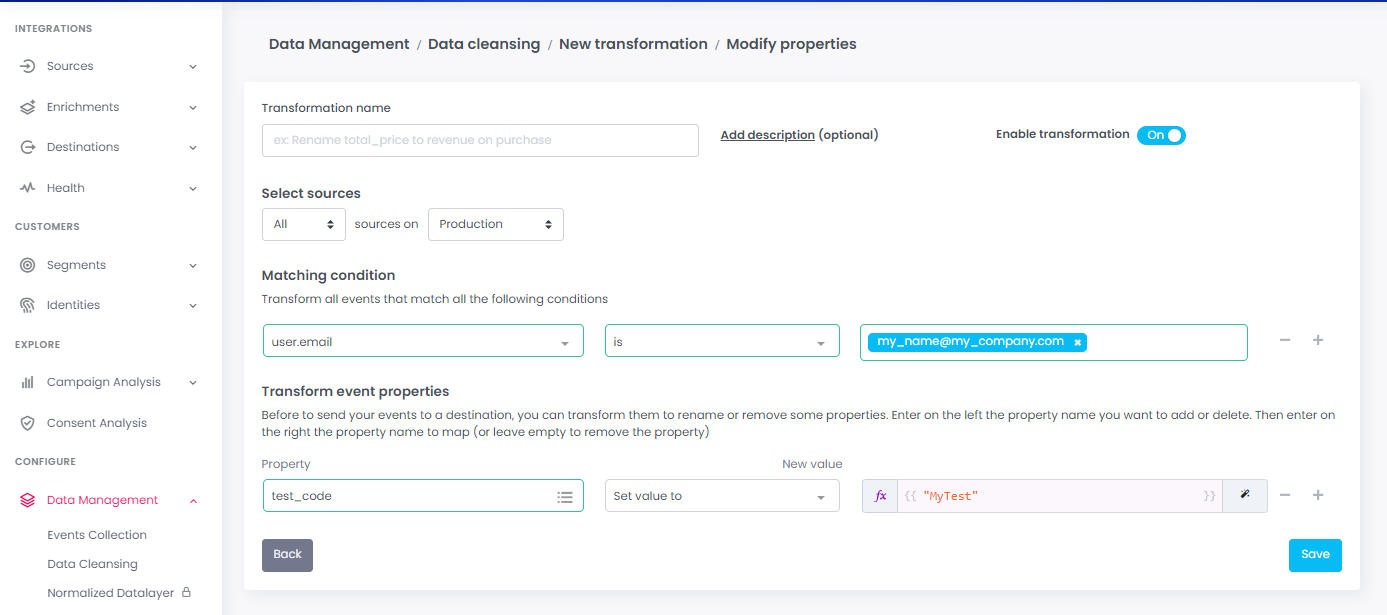 INTEGRATIONS
Sources
Enrichments
Destinations
Health
CUSTOMERS
Segments
Identities
EXPLORE
Campaign Analysis
Consent Analysis
CONFIGURE
Data Management
Events Collection
Data Cleansing
Normalized Datalayer
Data Management / Data cleansing / New transformation / Modify properties
Transformation name
ex: Rename total_price to revenue on purchase
Add description (optional)
Enable transformation On
Select sources
All sources on Production
Matching condition
Transform all events that match all the following conditions
user.email is my_name@my_company.com ×
Transform event properties
Before to send your events to a destination, you can transform them to rename or remove some properties. Enter on the left the property name you want to add or delete. Then enter on
the right the property name to map (or leave empty to remove the property)
Property New value
test_code Set value to fx {{ "MyTest" }}
Back Save